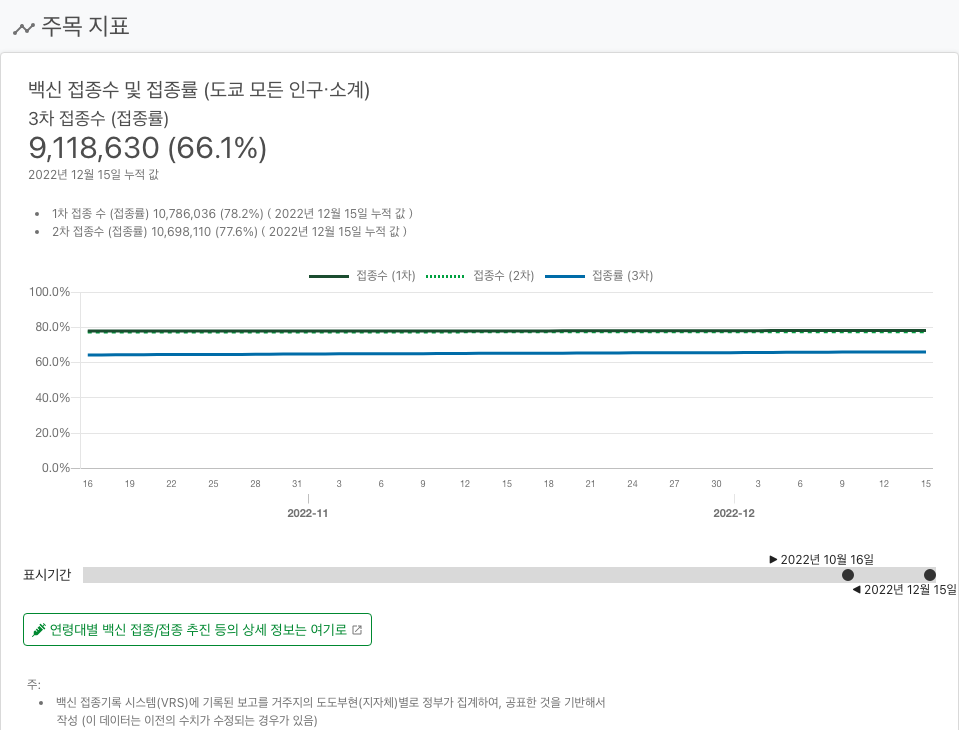 주목 지표
백신 접종수 및 접종률 (도쿄 모든 인구·소계)
3차 접종수 (접종률)
9,118,630 (66.1%)
2022년 12월 15일 누적 값
• 1차 접종 수 (접종률) 10,786,036 (78.2%) ( 2022년 12월 15일 누적 값 )
• 2차 접종수 (접종률) 10,698,110 (77.6%) ( 2022년 12월 15일 누적 값 )
접종수 (1차) 접종수 (2차) 접종률 (3차)
100.0%
80.0%
60.0%
40.0%
20.0%
0.0%
16 19 22 25 28 31 3 6 9 12 15 18 21 24 27 30 3 6 9 12 15
2022-11 2022-12
▶ 2022년 10월 16일
표시기간
◀ 2022년 12월 15일
연령대별 백신 접종/접종 추진 등의 상세 정보는 여기로
주:
• 백신 접종기록 시스템(VRS)에 기록된 보고를 거주지의 도도부현(지자체)별로 정부가 집계하여, 공표한 것을 기반해서
작성 (이 데이터는 이전의 수치가 수정되는 경우가 있음)